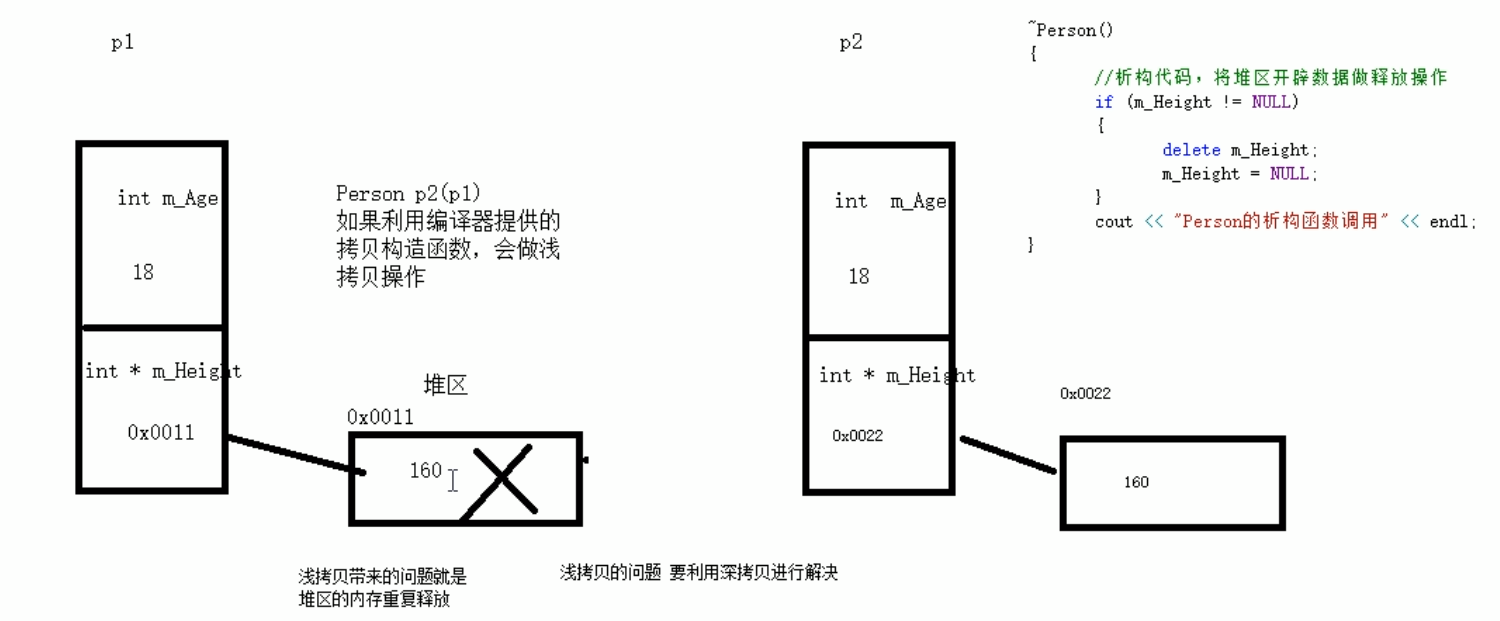 p1
int m_Age
18
int * m_Height
0x0011
Person p2(p1)
如果利用编译器提供的
拷贝构造函数，会做浅
拷贝操作
堆区
0x0011
160
浅拷贝带来的问题就是
堆区的内存重复释放
浅拷贝的问题 要利用深拷贝进行解决
p2
int  m_Age
18
int * m_Height
0x0022
0x0022
160
~Person()
{
//析构代码，将堆区开辟数据做释放操作
if (m_Height != NULL)
{
delete m_Height;
m_Height = NULL;
}
cout << "Person的析构函数调用" << endl;
}